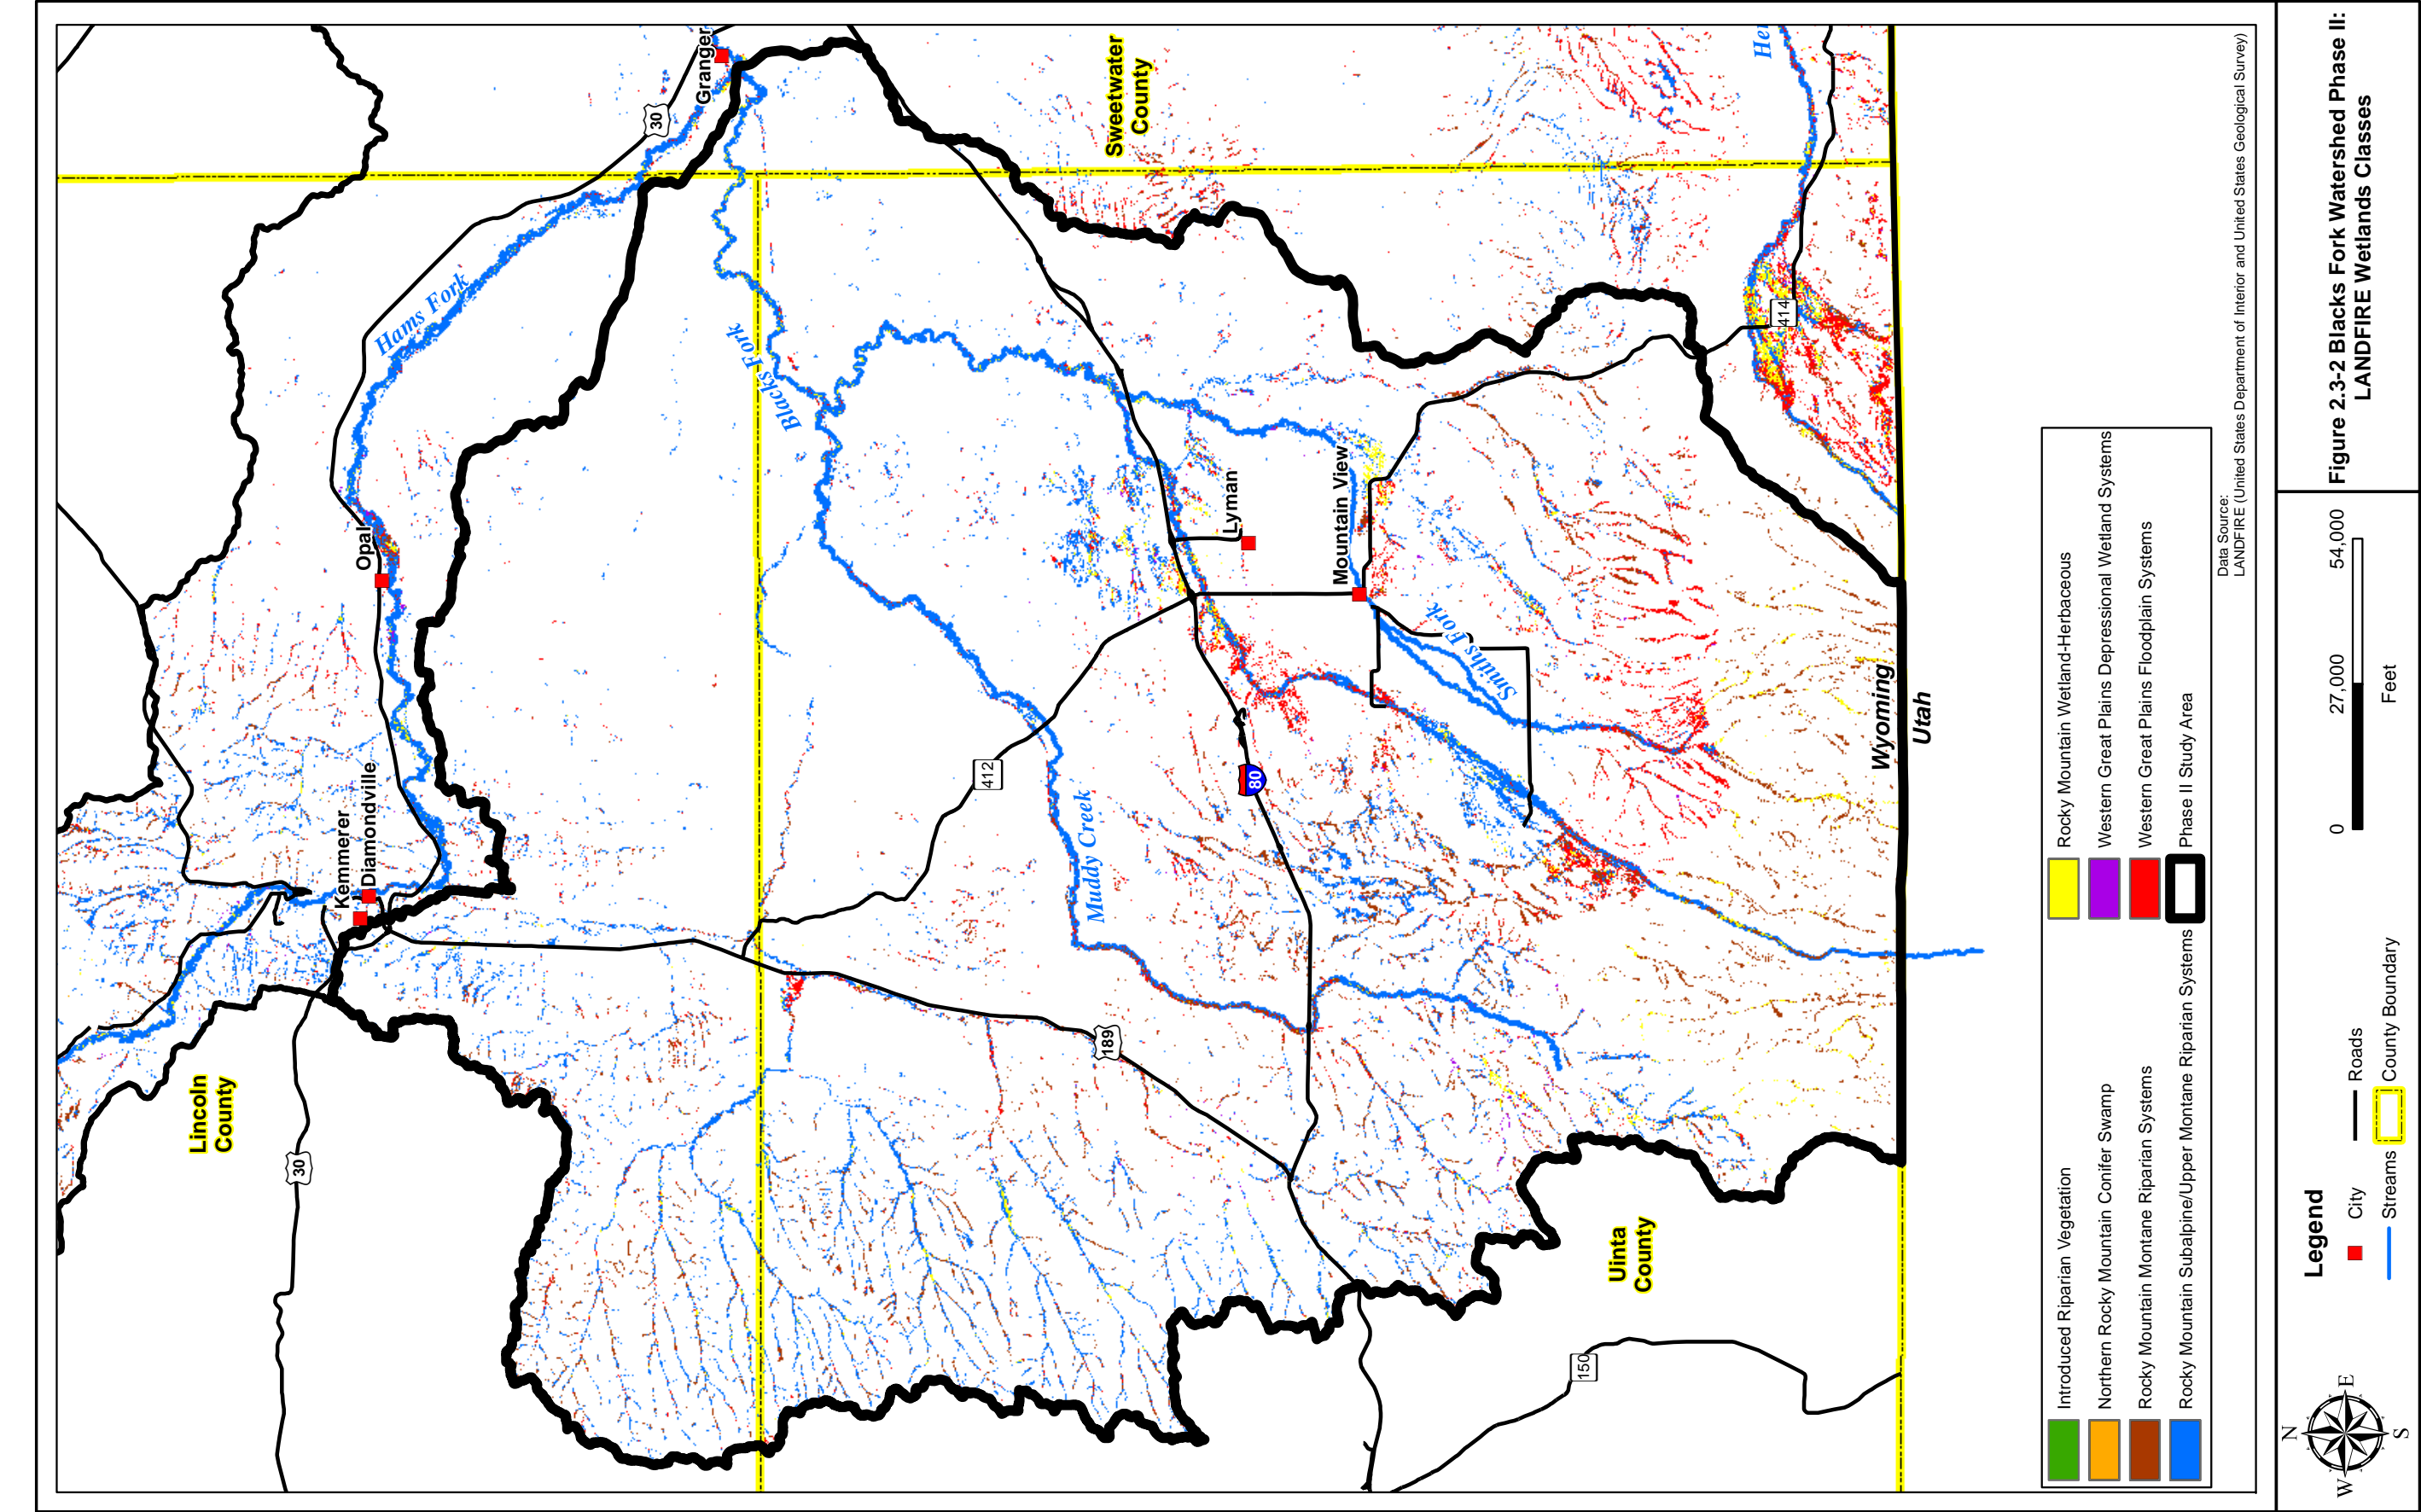 Granger
30
Sweetwater
County
Hams Fork
Blacks Fork
Opal
Kemmerer
Diamondville
Lincoln
County
30
412
Muddy Creek
Lyman
Mountain View
Smiths Fork
80
189
414
He
Wyoming
Utah
Uinta
County
150
Introduced Riparian Vegetation
Northern Rocky Mountain Conifer Swamp
Rocky Mountain Montane Riparian Systems
Rocky Mountain Subalpine/Upper Montane Riparian Systems
Rocky Mountain Wetland-Herbaceous
Western Great Plains Depressional Wetland Systems
Western Great Plains Floodplain Systems
Phase II Study Area
Data Source:
LANDFIRE (United States Department of Interior and United States Geological Survey)
N
W E
S
Legend
City
Streams
Roads
County Boundary
0 27,000 54,000
Feet
Figure 2.3-2 Blacks Fork Watershed Phase II:
LANDFIRE Wetlands Classes